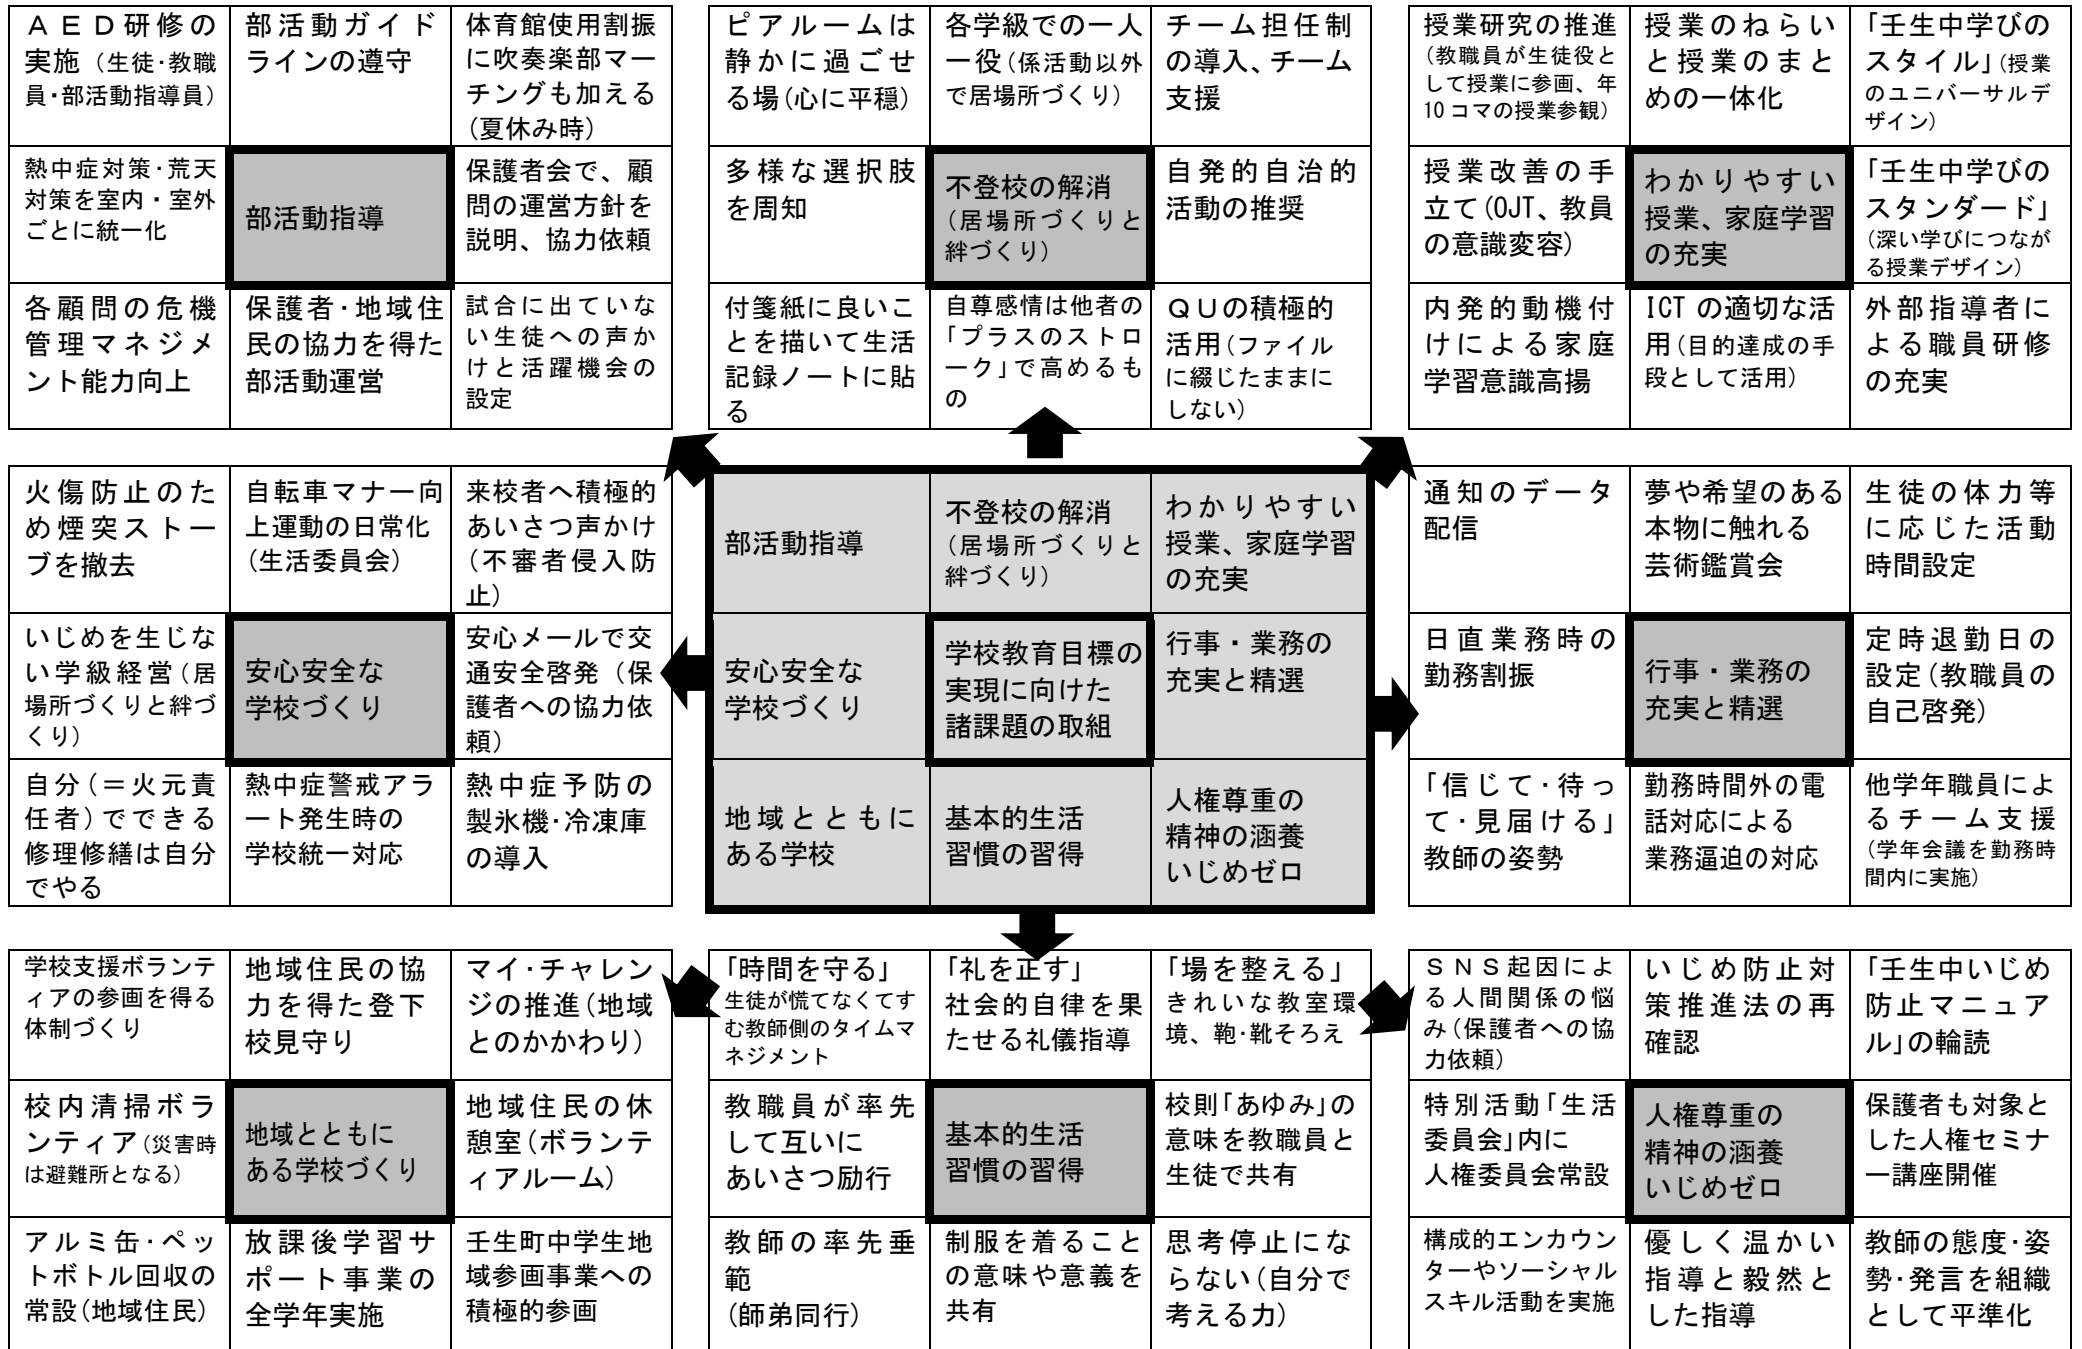 ＡＥＤ研修の
実施（生徒・教職
員・部活動指導員）
部活動ガイド
ラインの遵守
体育館使用割振
に吹奏楽部マー
チングも加える
（夏休み時）
熱中症対策・荒天
対策を室内・室外
ごとに統一化
部活動指導
保護者会で、顧
問の運営方針を
説明、協力依頼
各顧問の危機
管理マネジメ
ント能力向上
保護者・地域住
民の協力を得た
部活動運営
試合に出ていな
い生徒への声か
けと活躍機会の
設定
ピアルームは
静かに過ごせ
る場（心に平穏）
各学級での一人
一役（係活動以外
で居場所づくり）
チーム担任制
の導入、チーム
支援
多様な選択肢
を周知
不登校の解消
（居場所づくりと
絆づくり）
自発的自治的
活動の推奨
付箋紙に良いこ
とを描いて生活
記録ノートに貼
る
自尊感情は他者の
「プラスのストロ
ーク」で高めるも
の
ＱＵの積極的
活用（ファイル
に綴じたままに
しない）
授業研究の推進
（教職員が生徒役と
して授業に参画、年
10コマの授業参観）
授業のねらい
と授業のまと
めの一体化
「壬生中学びの
スタイル」（授業
のユニバーサルデ
ザイン）
授業改善の手
立て（OJT、教員
の意識変容）
わかりやすい
授業、家庭学習
の充実
「壬生中学びの
スタンダード」
（深い学びにつなが
る授業デザイン）
内発的動機付
けによる家庭
学習意識高揚
ICTの適切な活
用（目的達成の手
段として活用）
外部指導者に
よる職員研修
の充実
火傷防止のた
め煙突ストー
ブを撤去
自転車マナー向
上運動の日常化
（生活委員会）
来校者へ積極的
あいさつ声かけ
（不審者侵入防
止）
いじめを生じな
い学級経営（居
場所づくりと絆づ
くり）
安心安全な
学校づくり
安心メールで交
通安全啓発（保
護者への協力依
頼）
自分（＝火元責
任者）でできる
修理修繕は自分
でやる
熱中症警戒アラ
ート発生時の
学校統一対応
熱中症予防の
製氷機・冷凍庫
の導入
部活動指導
不登校の解消
（居場所づくりと
絆づくり）
わかりやすい
授業、家庭学習
の充実
安心安全な
学校づくり
学校教育目標の
実現に向けた
諸課題の取組
行事・業務の
充実と精選
地域とともに
ある学校
基本的生活
習慣の習得
人権尊重の
精神の涵養
いじめゼロ
通知のデータ
配信
夢や希望のある
本物に触れる
芸術鑑賞会
生徒の体力等
に応じた活動
時間設定
日直業務時の
勤務割振
行事・業務の
充実と精選
定時退勤日の
設定（教職員の
自己啓発）
「信じて・待っ
て・見届ける」
教師の姿勢
勤務時間外の電
話対応による
業務逼迫の対応
他学年職員によ
るチーム支援
（学年会議を勤務時
間内に実施）
学校支援ボランテ
ィアの参画を得る
体制づくり
地域住民の協
力を得た登下
校見守り
マイ・チャレン
ジの推進（地域
とのかかわり）
校内清掃ボラ
ンティア（災害時
は避難所となる）
地域とともに
ある学校づくり
地域住民の休
憩室（ボランテ
ィアルーム）
アルミ缶・ペッ
トボトル回収の
常設（地域住民）
放課後学習サ
ポート事業の
全学年実施
壬生町中学生地
域参画事業への
積極的参画
「時間を守る」
生徒が慌てなくてす
む教師側のタイムマ
ネジメント
「礼を正す」
社会的自律を果
たせる礼儀指導
「場を整える」
きれいな教室環
境、鞄・靴そろえ
教職員が率先
して互いに
あいさつ励行
基本的生活
習慣の習得
校則「あゆみ」の
意味を教職員と
生徒で共有
教師の率先垂
範
（師弟同行）
制服を着ること
の意味や意義を
共有
思考停止にな
らない（自分で
考える力）
ＳＮＳ起因によ
る人間関係の悩
み（保護者への協
力依頼）
いじめ防止対
策推進法の再
確認
「壬生中いじめ
防止マニュア
ル」の輪読
特別活動「生活
委員会」内に
人権委員会常設
人権尊重の
精神の涵養
いじめゼロ
保護者も対象と
した人権セミナ
ー講座開催
構成的エンカウン
ターやソーシャル
スキル活動を実施
優しく温かい
指導と毅然と
した指導
教師の態度・姿
勢・発言を組織
として平準化